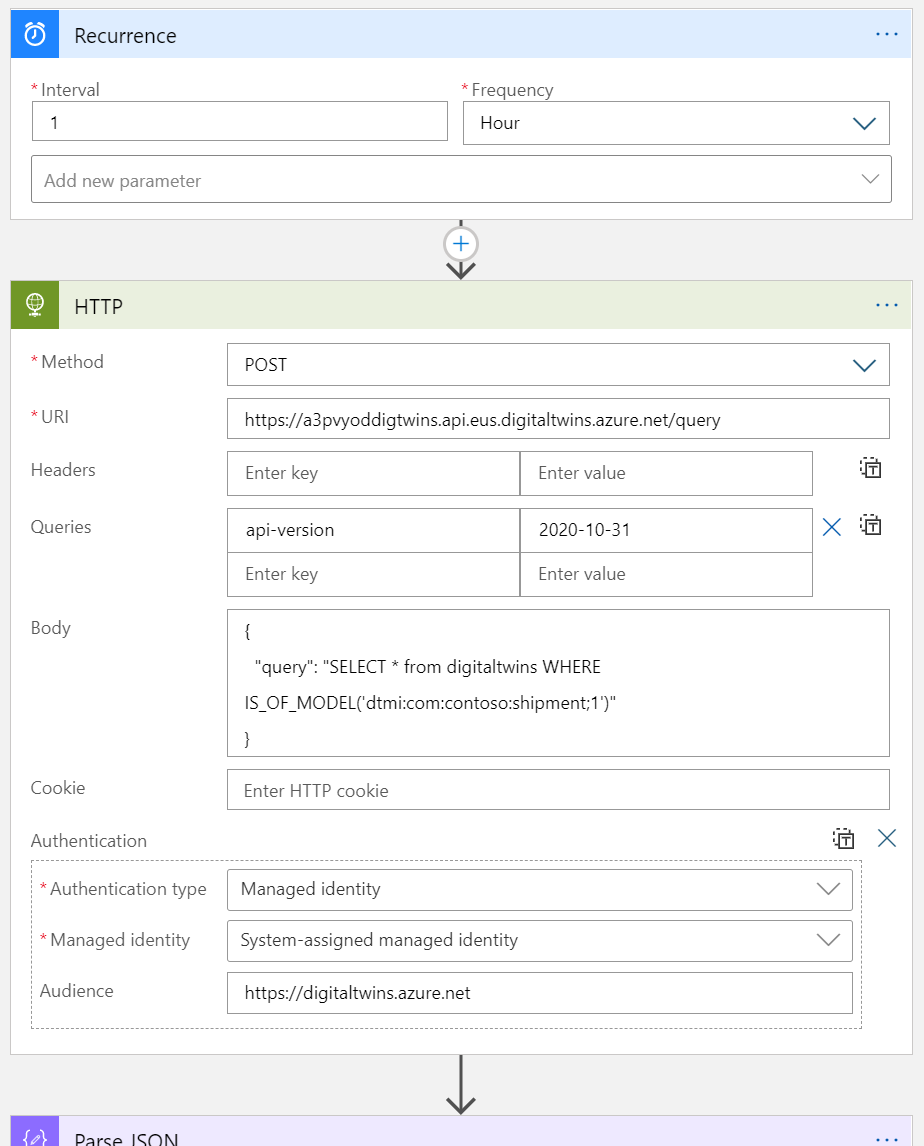 Recurrence
* Interval
* Frequency
1
Hour
Add new parameter
HTTP
* Method
POST
* URI
https://a3pvyoddigtwins.api.eus.digitaltwins.azure.net/query
Headers
Enter key
Enter value
Queries
api-version
2020-10-31
Enter key
Enter value
Body
{
"query": "SELECT * from digitaltwins WHERE
IS_OF_MODEL('dtmi:com:contoso:shipment;1')"
}
Cookie
Enter HTTP cookie
Authentication
* Authentication type
Managed identity
* Managed identity
System-assigned managed identity
Audience
https://digitaltwins.azure.net
Parse JSON